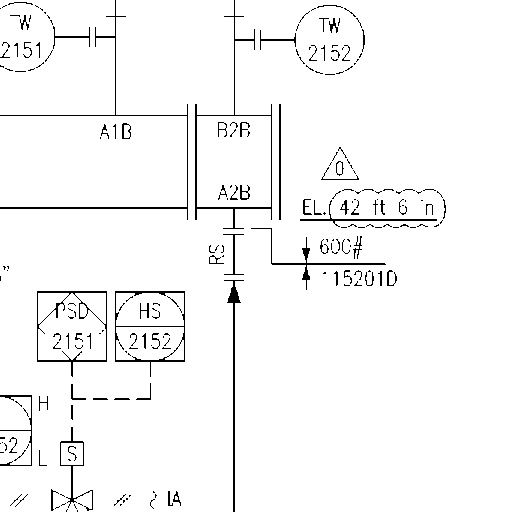 TW
2151
TW
2152
A1B
B2B
A2B
0
EL. 42 ft 6 in
RS
600#
115201D
"
PSD
2151
HS
2152
H
52
L
S
IA